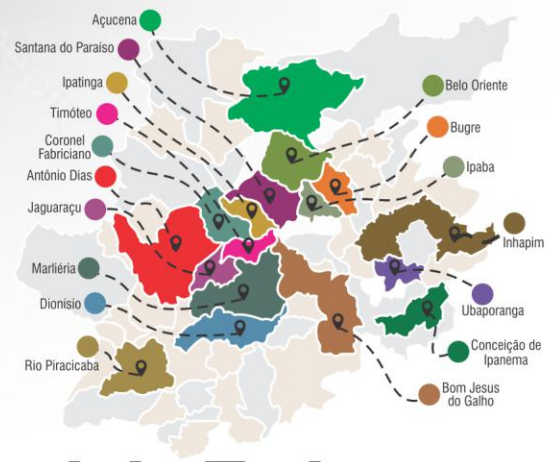 Açucena
Santana do Paraíso
Ipatinga
Timóteo
Coronel
Fabriciano
Antônio Dias
Jaguaraçu
Marliéria
Dionísio
Rio Piracicaba
Belo Oriente
Bugre
Ipaba
Inhapim
Ubaporanga
Conceição de
Ipanema
Bom Jesus
do Galho